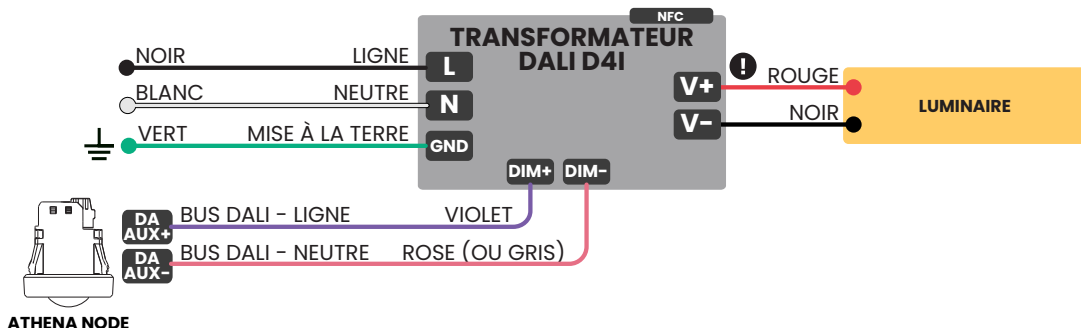 NFC
TRANSFORMATEUR
DALI D4I
NOIR LIGNE L
BLANC NEUTRE N
VERT MISE À LA TERRE GND
V+ ! ROUGE
V- NOIR
LUMINAIRE
DIM+ DIM-
DA
AUX+
BUS DALI - LIGNE VIOLET
DA
AUX-
BUS DALI - NEUTRE ROSE (OU GRIS)
ATHENA NODE